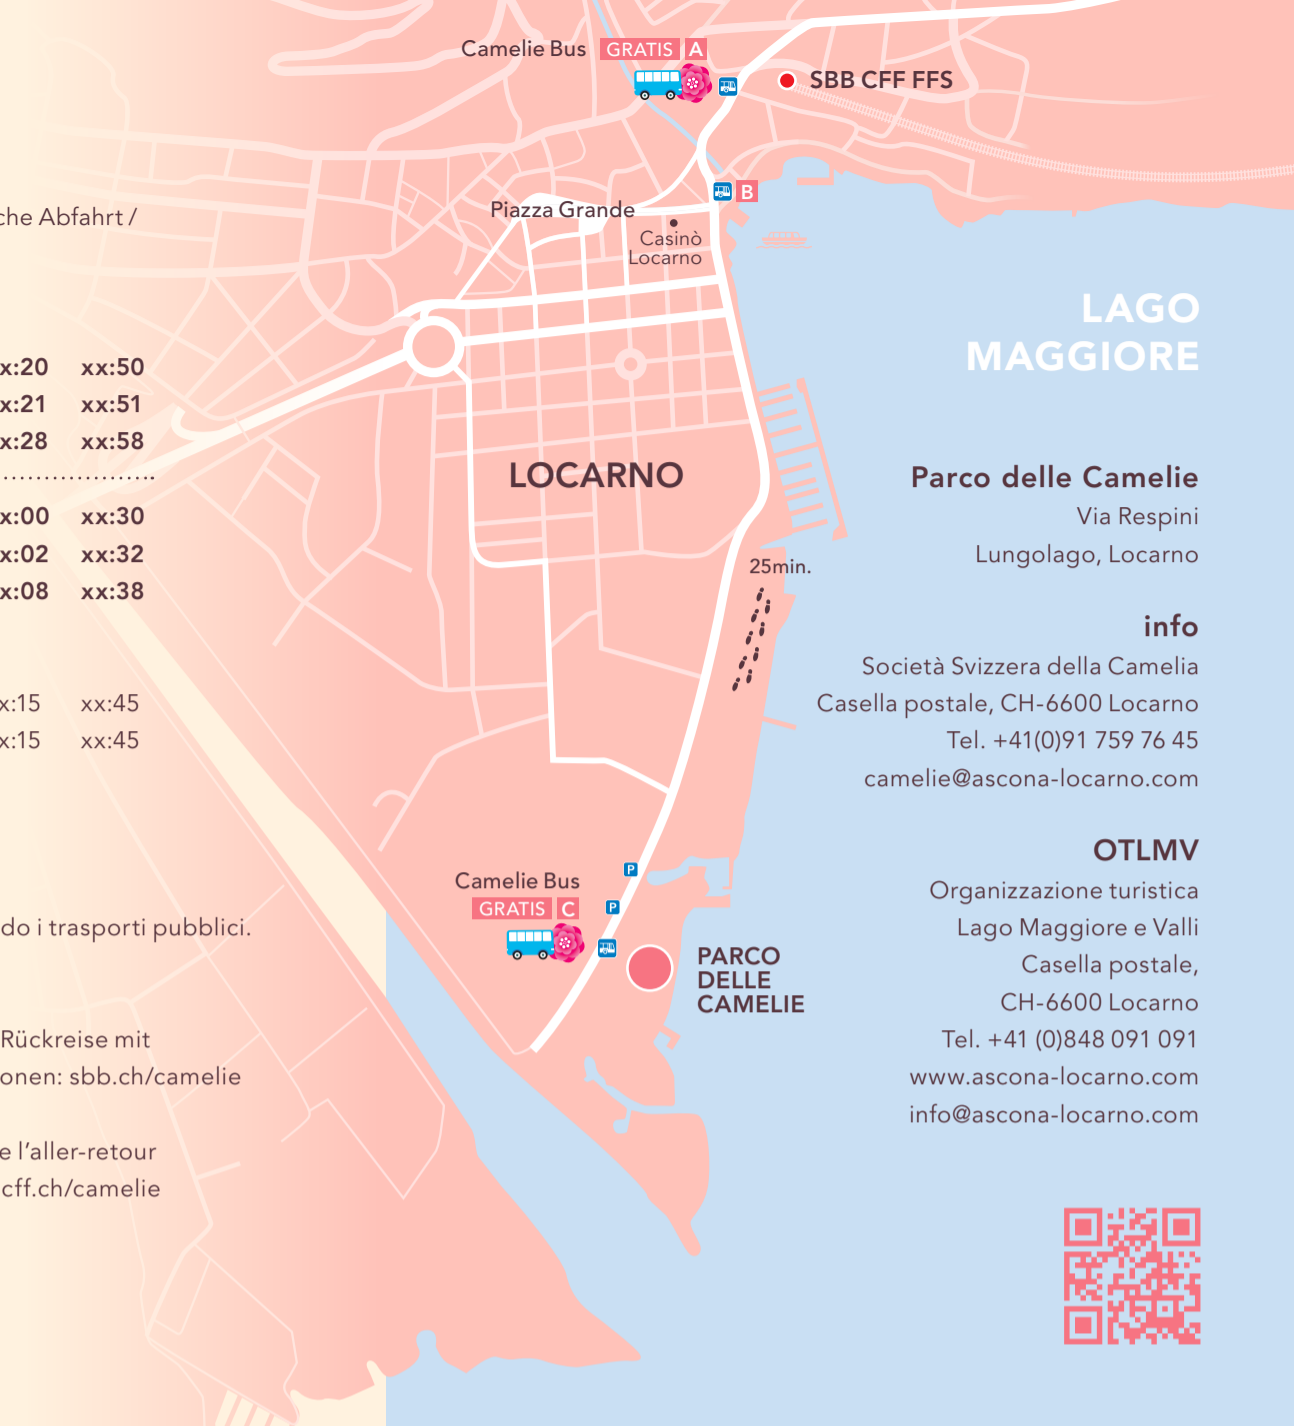 Camelie Bus GRATIS A
SBB CFF FFS
B
Piazza Grande
Casinò
Locarno
che Abfahrt /
x:20 xx:50
x:21 xx:51
x:28 xx:58
x:00 xx:30
x:02 xx:32
x:08 xx:38
x:15 xx:45
x:15 xx:45
do i trasporti pubblici.
Rückreise mit
onen: sbb.ch/camelie
e l’aller-retour
cff.ch/camelie
LOCARNO
25min.
P
P
Camelie Bus
GRATIS C
PARCO
DELLE
CAMELIE
LAGO
MAGGIORE
Parco delle Camelie
Via Respini
Lungolago, Locarno
info
Società Svizzera della Camelia
Casella postale, CH-6600 Locarno
Tel. +41(0)91 759 76 45
camelie@ascona-locarno.com
OTLMV
Organizzazione turistica
Lago Maggiore e Valli
Casella postale,
CH-6600 Locarno
Tel. +41 (0)848 091 091
www.ascona-locarno.com
info@ascona-locarno.com